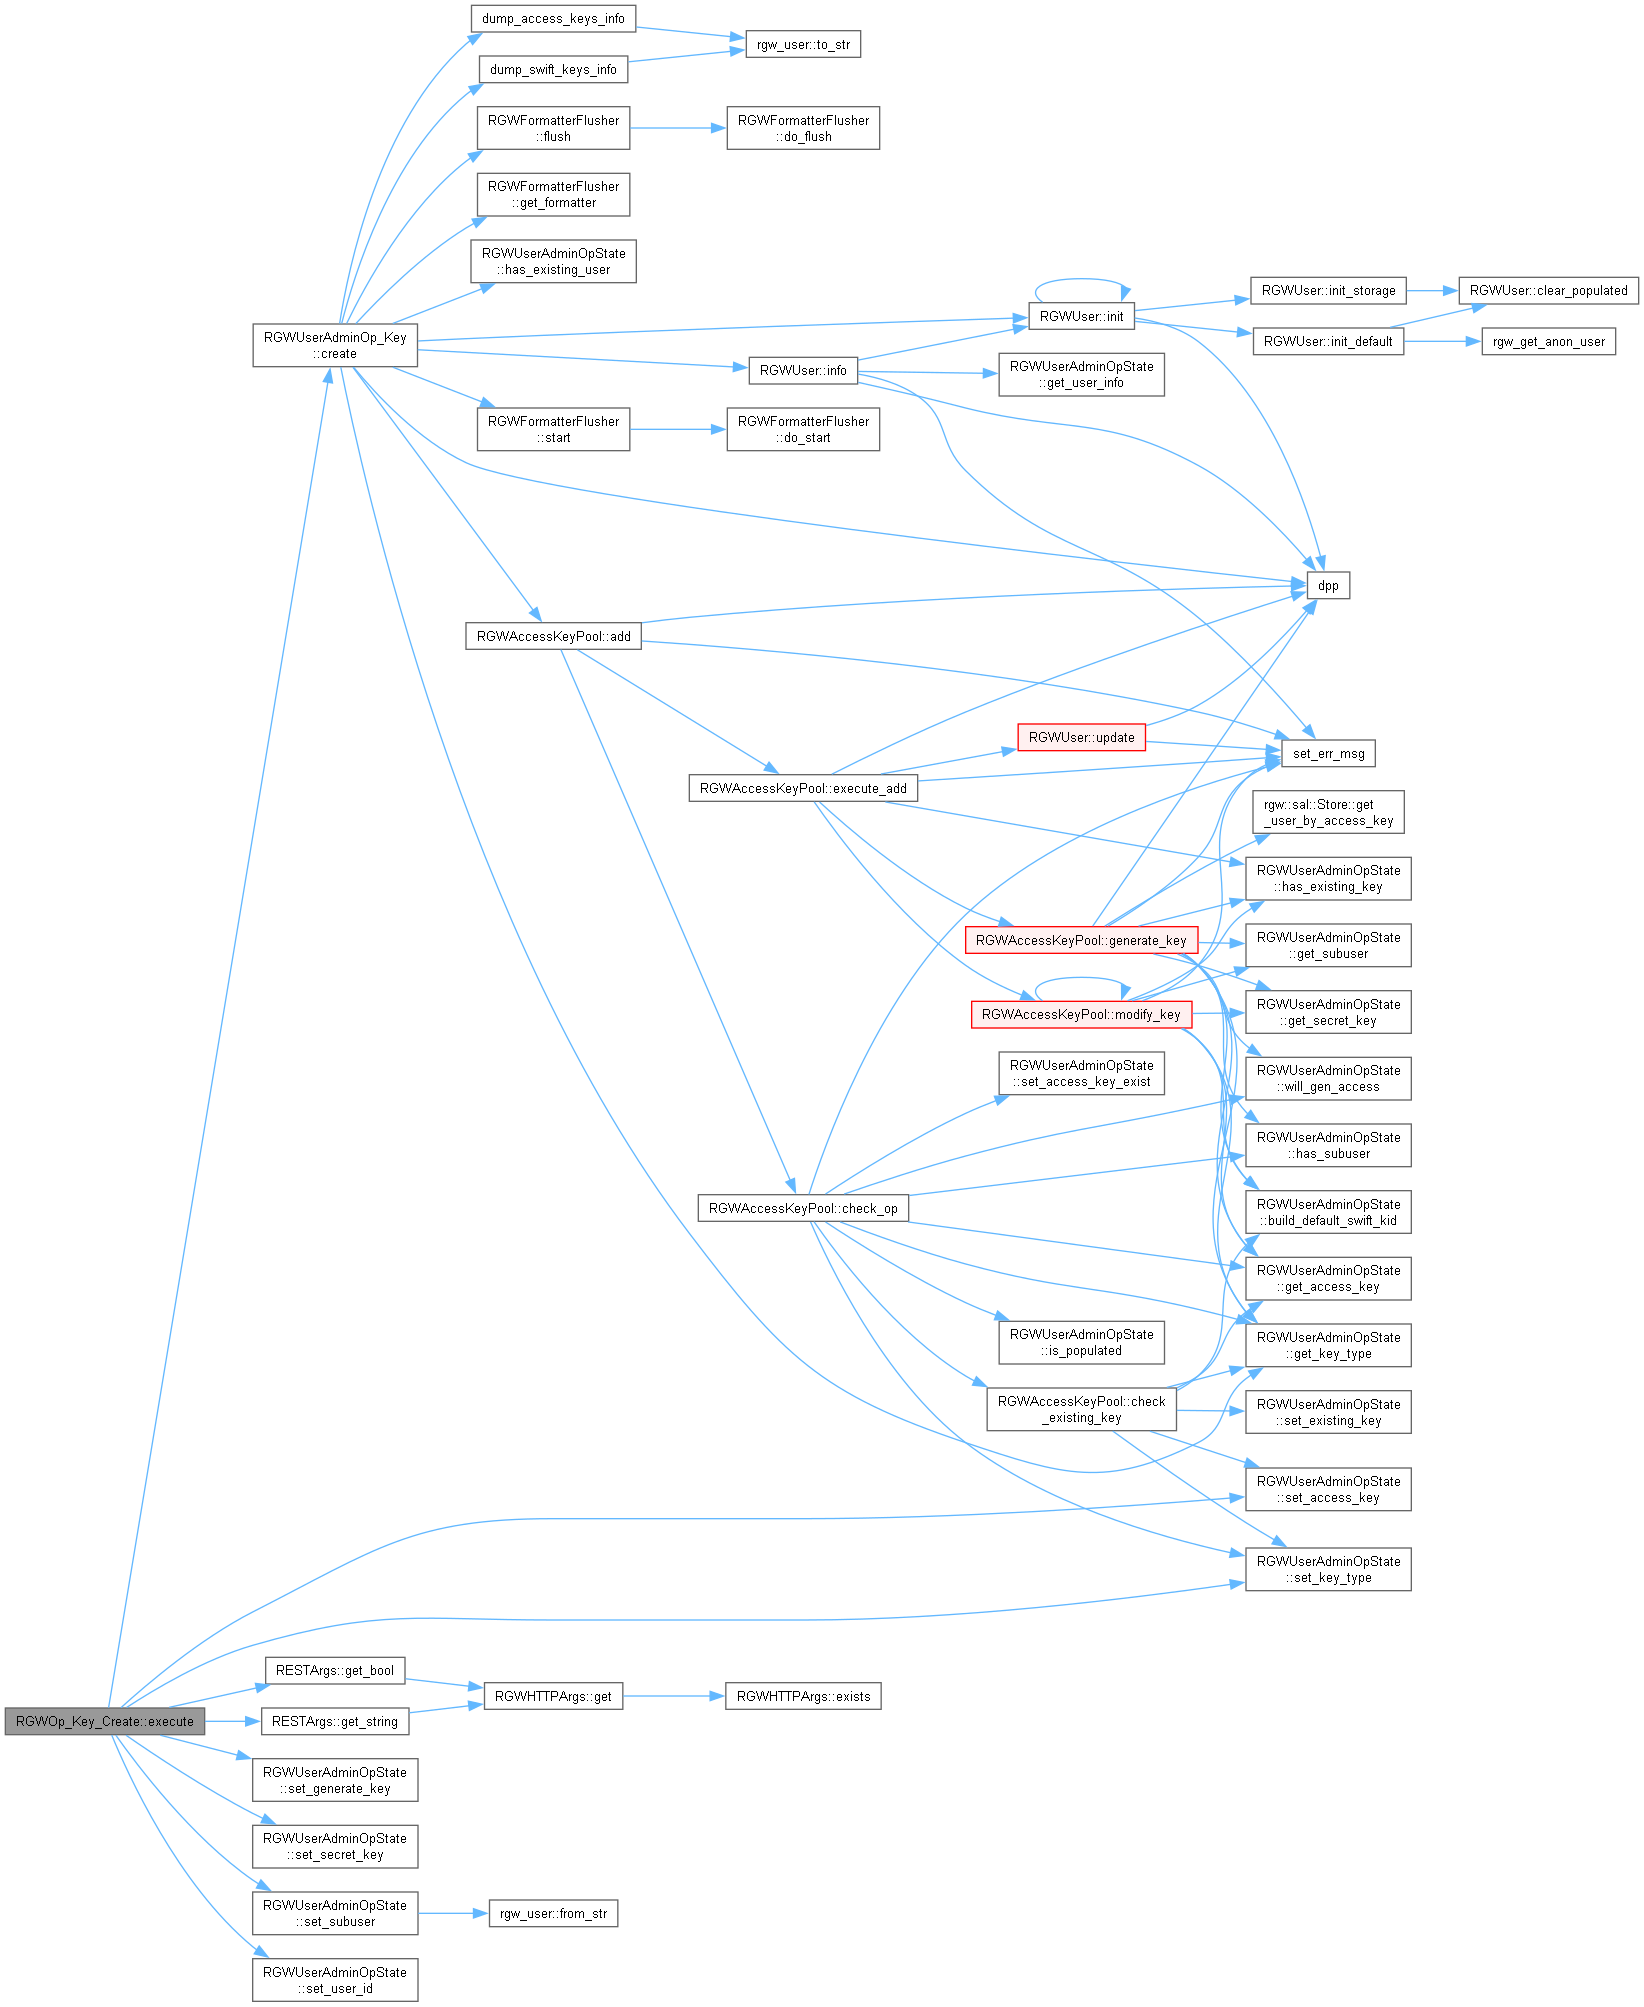 dump_access_keys_info
rgw_user::to_str
dump_swift_keys_info
RGWFormatterFlusher
::flush
RGWFormatterFlusher
::do_flush
RGWFormatterFlusher
::get_formatter
RGWUserAdminOpState
::has_existing_user
RGWUser::init_storage
RGWUser::clear_populated
RGWUser::init
RGWUserAdminOp_Key
::create
RGWUser::init_default
rgw_get_anon_user
RGWUser::info
RGWUserAdminOpState
::get_user_info
RGWFormatterFlusher
::start
RGWFormatterFlusher
::do_start
dpp
RGWAccessKeyPool::add
RGWUser::update
set_err_msg
RGWAccessKeyPool::execute_add
rgw::sal::Store::get
_user_by_access_key
RGWUserAdminOpState
::has_existing_key
RGWAccessKeyPool::generate_key
RGWUserAdminOpState
::get_subuser
RGWAccessKeyPool::modify_key
RGWUserAdminOpState
::get_secret_key
RGWUserAdminOpState
::set_access_key_exist
RGWUserAdminOpState
::will_gen_access
RGWUserAdminOpState
::has_subuser
RGWAccessKeyPool::check_op
RGWUserAdminOpState
::build_default_swift_kid
RGWUserAdminOpState
::get_access_key
RGWUserAdminOpState
::is_populated
RGWUserAdminOpState
::get_key_type
RGWAccessKeyPool::check
_existing_key
RGWUserAdminOpState
::set_existing_key
RGWUserAdminOpState
::set_access_key
RGWUserAdminOpState
::set_key_type
RESTArgs::get_bool
RGWHTTPArgs::get
RGWHTTPArgs::exists
RGWOp_Key_Create::execute
RESTArgs::get_string
RGWUserAdminOpState
::set_generate_key
RGWUserAdminOpState
::set_secret_key
RGWUserAdminOpState
::set_subuser
rgw_user::from_str
RGWUserAdminOpState
::set_user_id